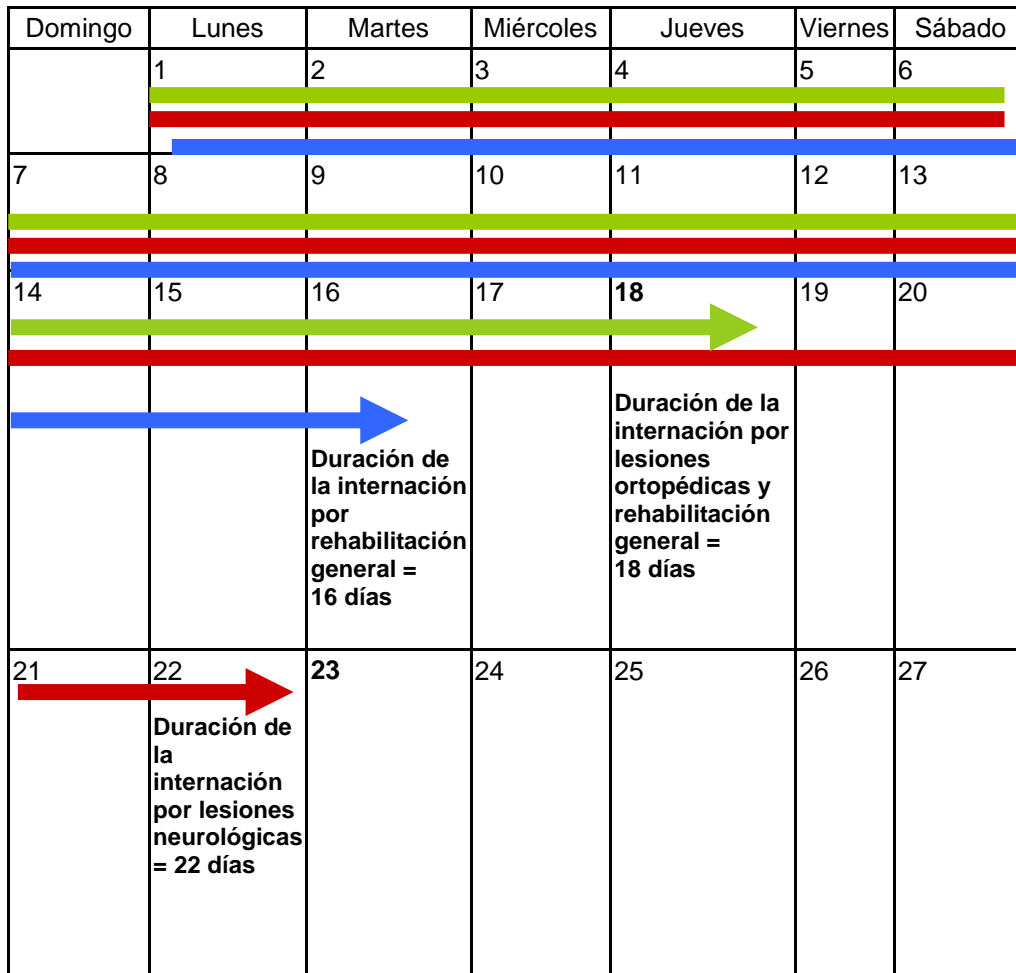 Domingo Lunes Martes Miércoles Jueves Viernes Sábado
1 2 3 4 5 6
7 8 9 10 11 12 13
14 15 16 17 18 19 20
Duración de
la internación
por
rehabilitación
general =
16 días
Duración de la
internación por
lesiones
ortopédicas y
rehabilitación
general =
18 días
21 22 23 24 25 26 27
Duración de
la
internación
por lesiones
neurológicas
= 22 días